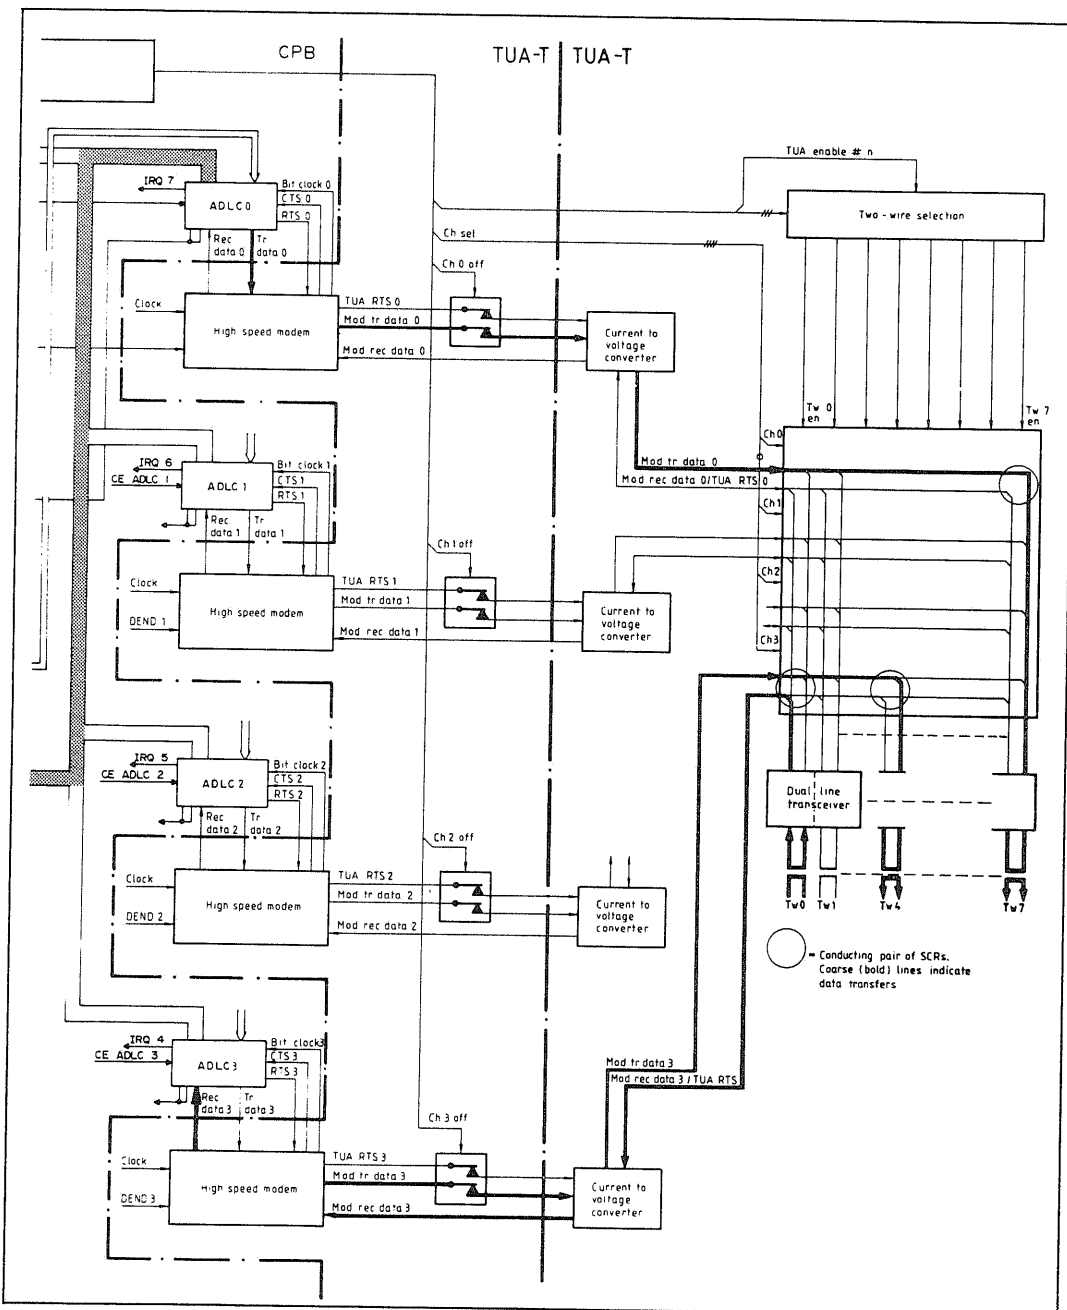 CPB
TUA-T
TUA-T
TUA enable # n
Two-wire selection
IRQ 7
ADLC 0
Bit clock 0
CTS 0
RTS 0
Rec data 0
Tr data 0
Ch sel
Ch 0 off
Clock
High speed modem
TUA RTS 0
Mod tr data 0
Mod rec data 0
Current to
voltage
converter
Tw 0
en
Tw 7
en
Ch0
Mod tr data 0
Mod rec data 0/TUA RTS 0
Ch1
Ch2
Ch3
IRQ 6
CE ADLC 1
ADLC 1
Bit clock 1
CTS 1
RTS 1
Rec data 1
Tr data 1
Ch 1 off
Clock
DEND 1
High speed modem
TUA RTS 1
Mod tr data 1
Mod rec data 1
Current to
voltage
converter
IRQ 5
CE ADLC 2
ADLC 2
Bit clock 2
CTS 2
RTS 2
Rec data 2
Tr data 2
Ch 2 off
Clock
DEND 2
High speed modem
TUA RTS 2
Mod tr data 2
Mod rec data 2
Current to
voltage
converter
Dual line
transceiver
Tw0
Tw1
Tw4
Tw7
= Conducting pair of SCRs.
Coarse (bold) lines indicate
data transfers
IRQ 4
CE ADLC 3
ADLC 3
Bit clock 3
CTS 3
RTS 3
Rec data 3
Tr data 3
Ch 3 off
Mod tr data 3
Mod rec data 3 / TUA RTS
Clock
DEND 3
High speed modem
TUA RTS 3
Mod tr data 3
Mod rec data 3
Current to
voltage
converter